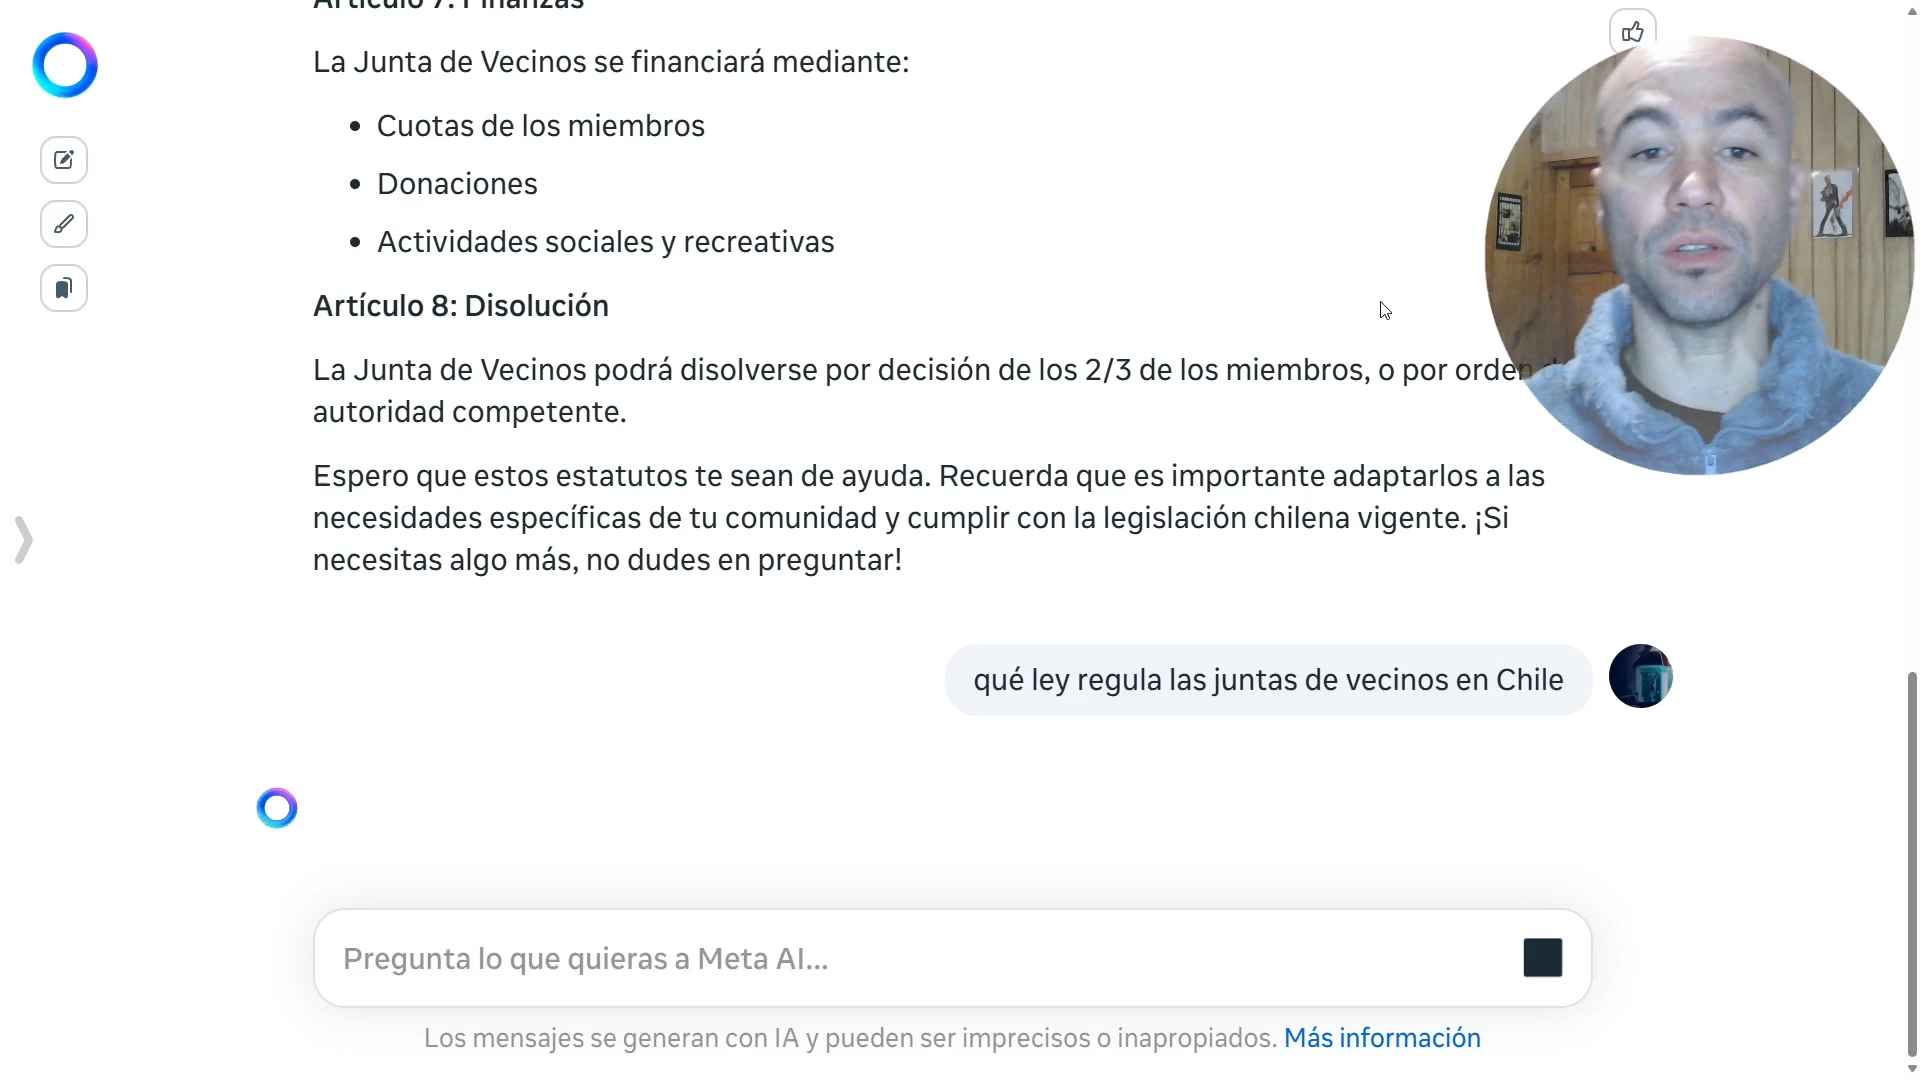 Artículo 7: Finanzas
La Junta de Vecinos se financiará mediante:
• Cuotas de los miembros
• Donaciones
• Actividades sociales y recreativas
Artículo 8: Disolución
La Junta de Vecinos podrá disolverse por decisión de los 2/3 de los miembros, o por orden
autoridad competente.
Espero que estos estatutos te sean de ayuda. Recuerda que es importante adaptarlos a las
necesidades específicas de tu comunidad y cumplir con la legislación chilena vigente. ¡Si
necesitas algo más, no dudes en preguntar!
qué ley regula las juntas de vecinos en Chile
Pregunta lo que quieras a Meta AI...
Los mensajes se generan con IA y pueden ser imprecisos o inapropiados. Más información